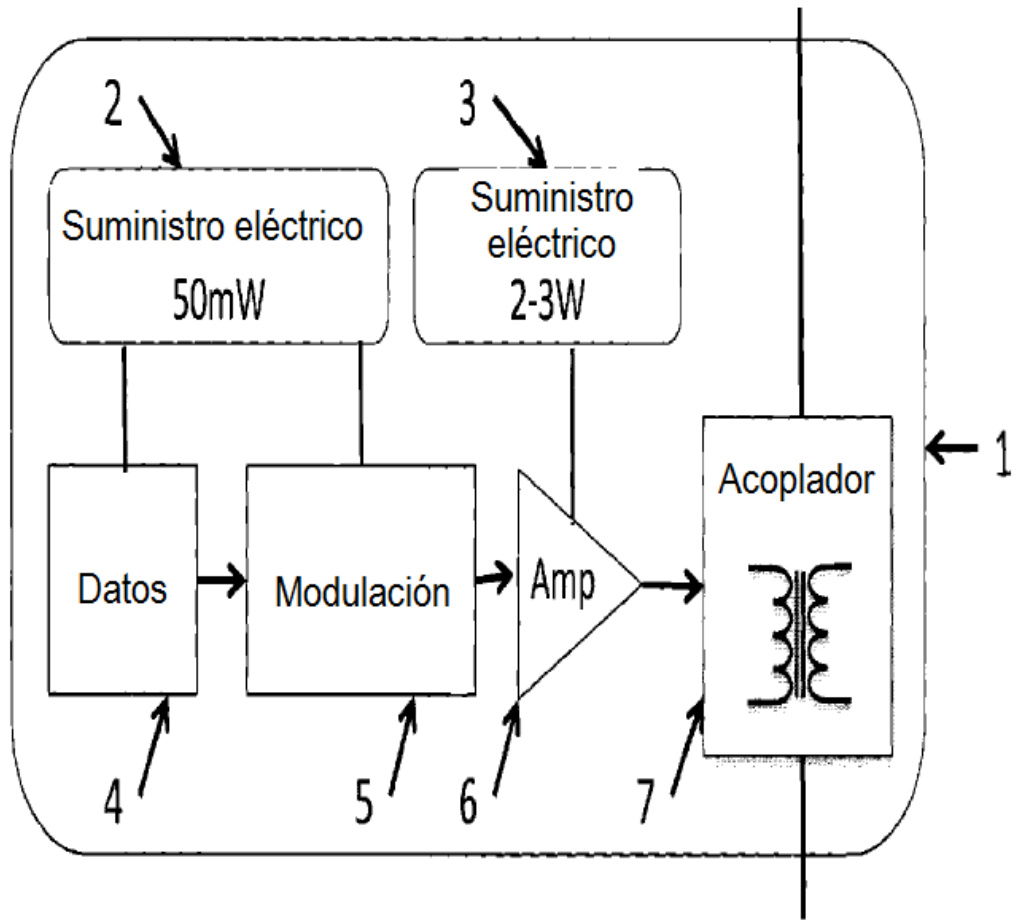 2
3
Suministro eléctrico
50mW
Suministro
eléctrico
2-3W
1
Acoplador
Datos
Modulación
Amp
4
5
6
7